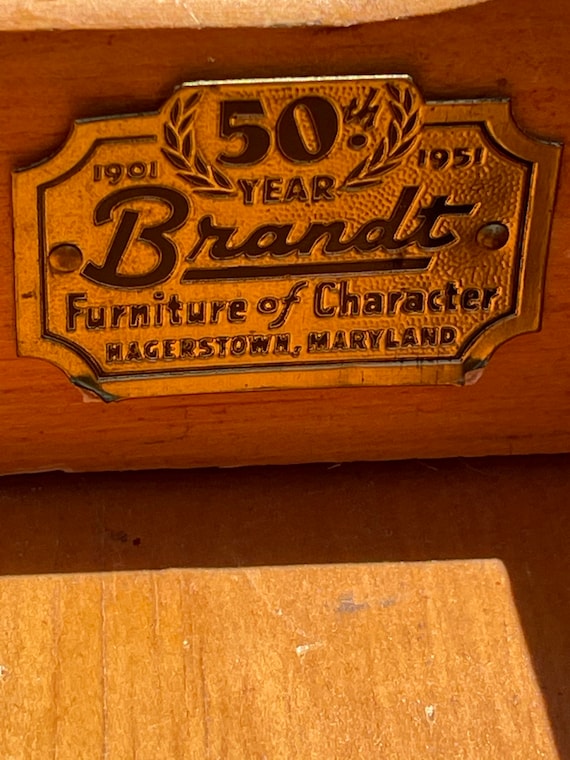 50th
1901 1951
YEAR
Brandt
Furniture of Character
HAGERSTOWN, MARYLAND